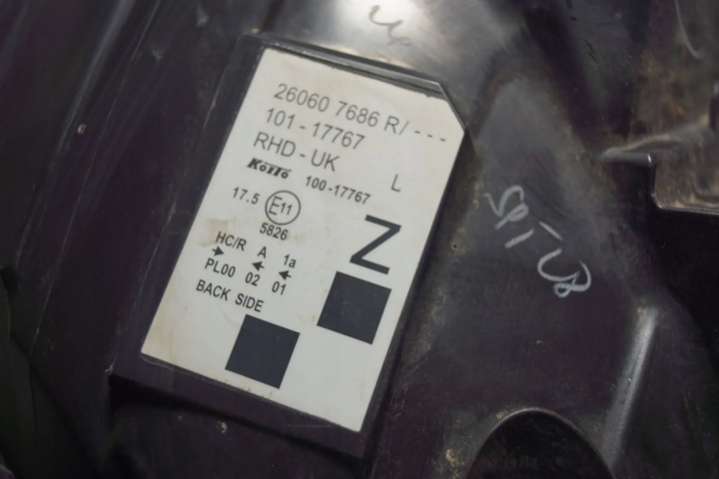 26060 7686 R/ ---
101-17767
RHD-UK L
KOITO 100-17767
17.5 E11
5826
HC/R A 1a
PL00 02 01
BACK SIDE
Z